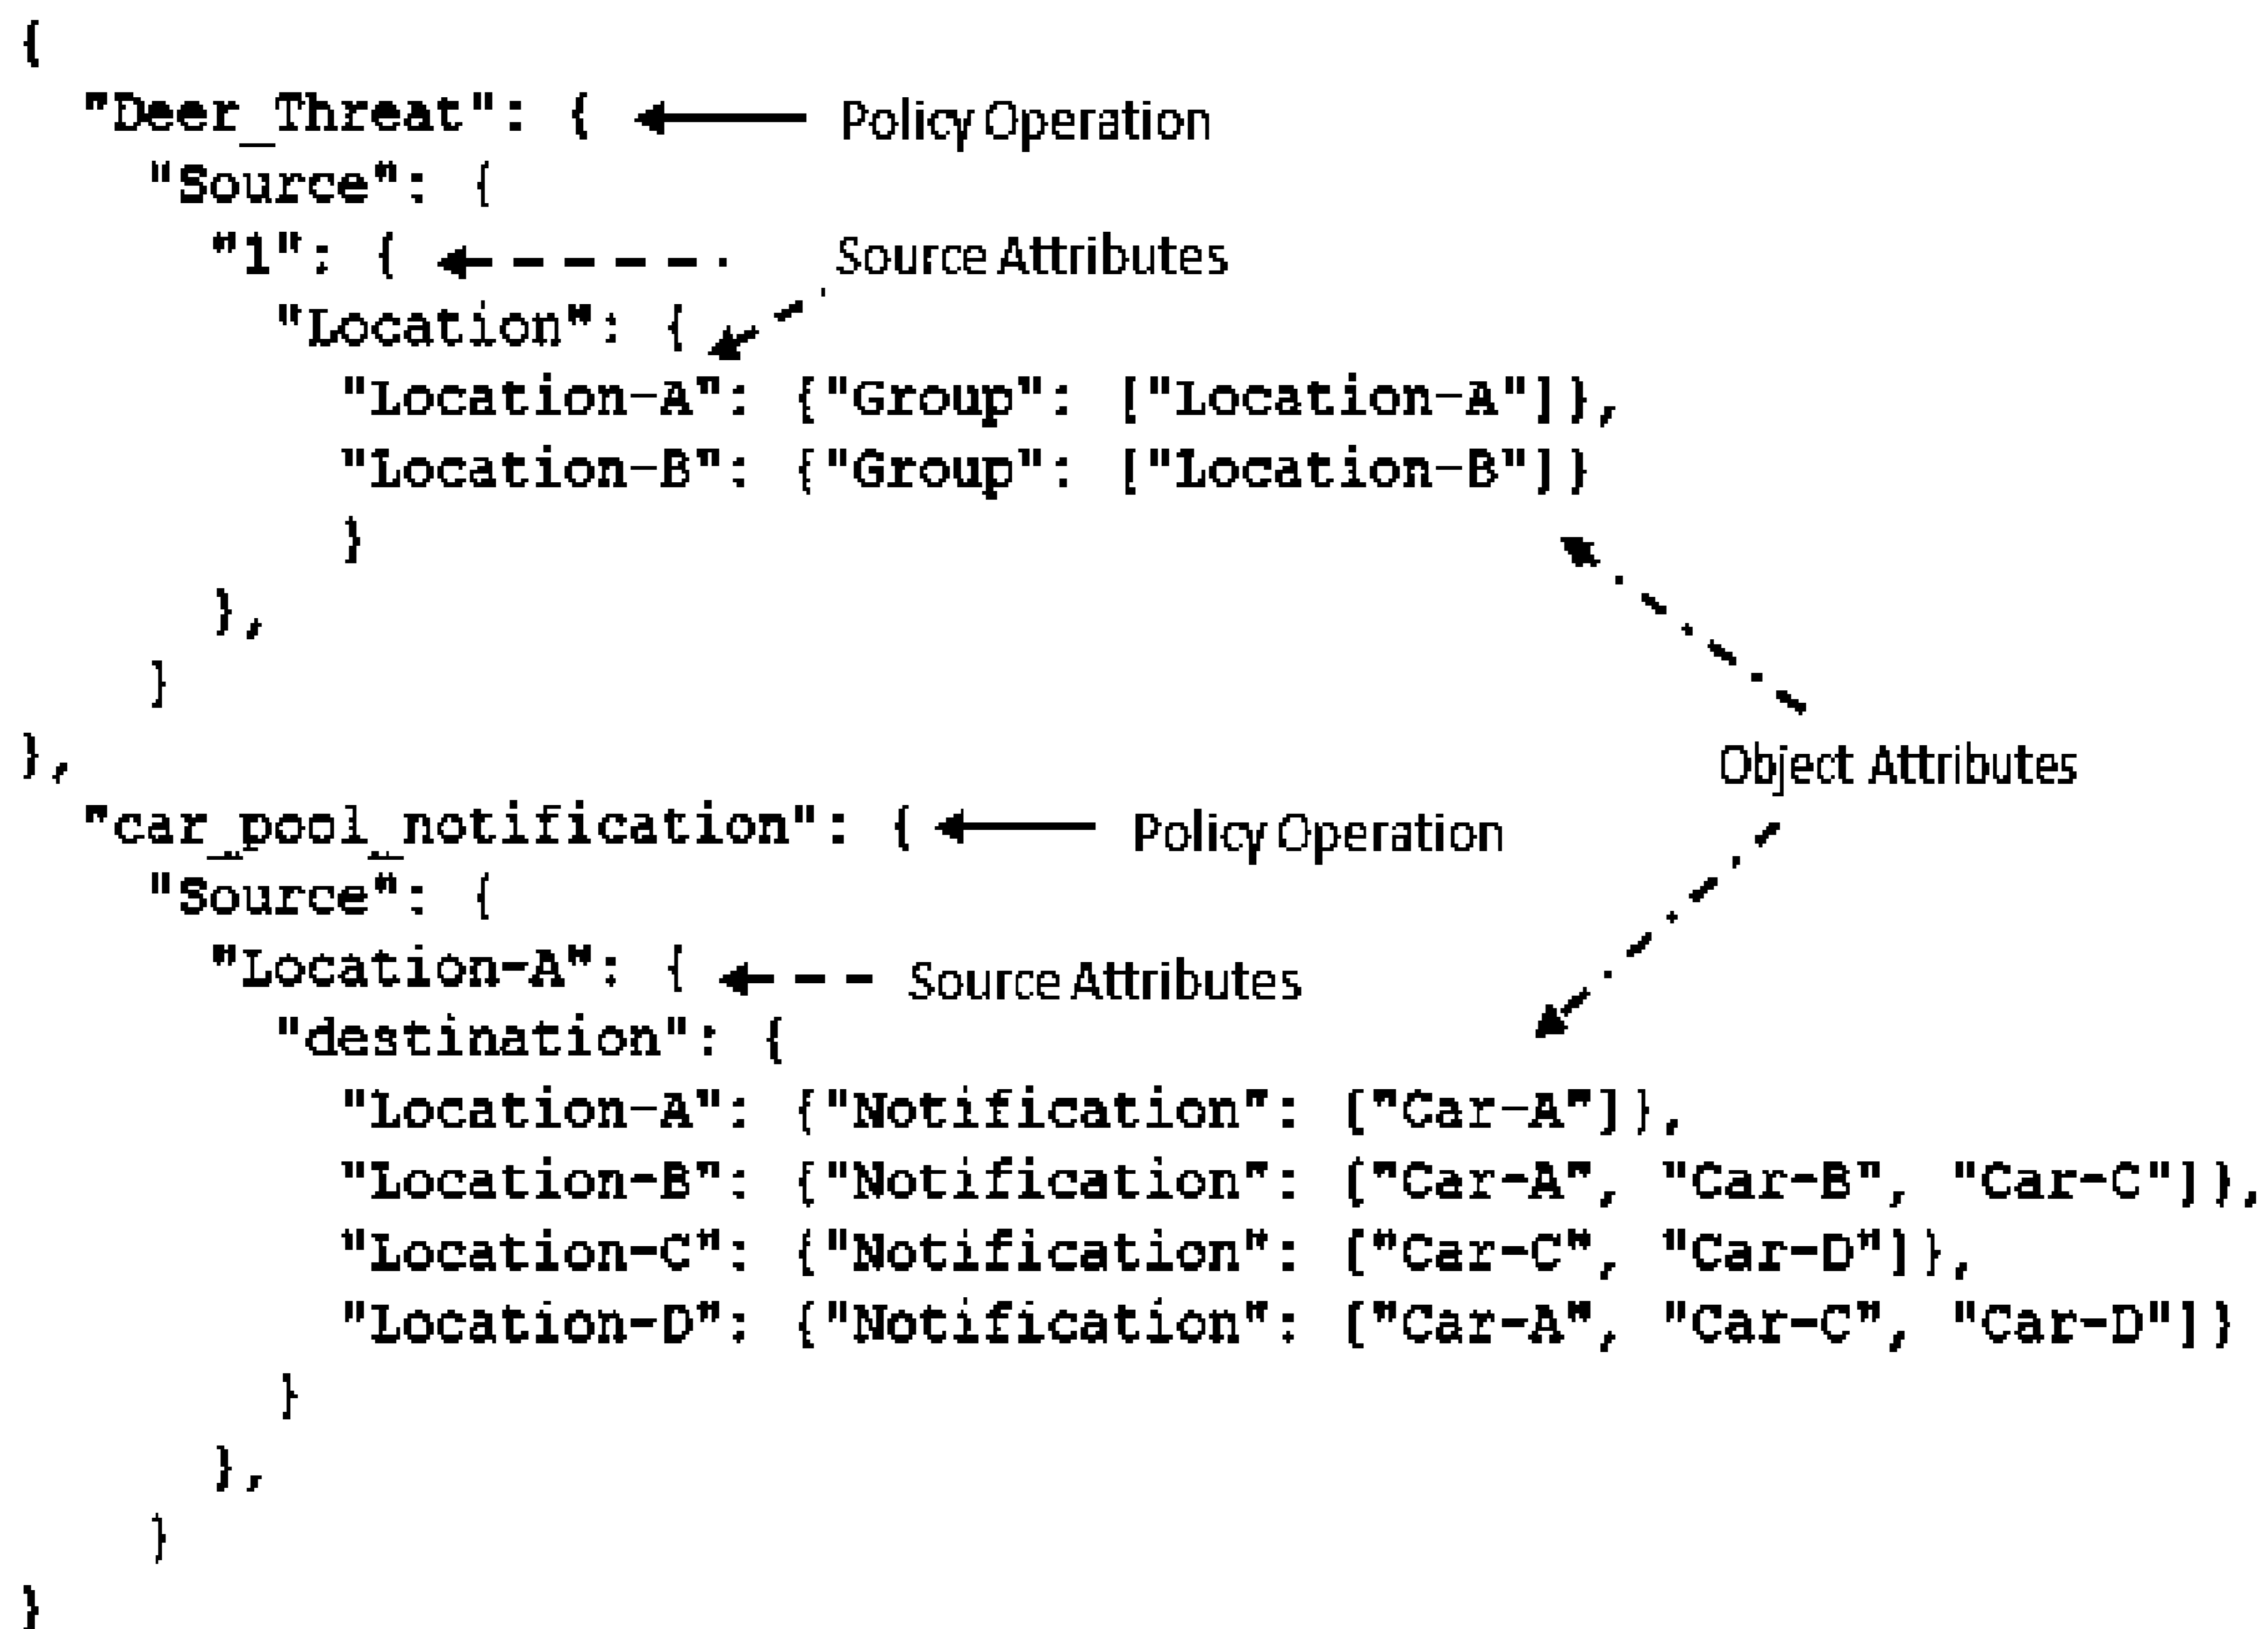 {
"Deer_Threat": { Policy Operation
"Source": {
"1": { Source Attributes
"Location": {
"Location-A": {"Group": ["Location-A"]},
"Location-B": {"Group": ["Location-B"]}
}
},
}
},
Object Attributes
"car_pool_notification": { Policy Operation
"Source": {
"Location-A": { Source Attributes
"destination": {
"Location-A": {"Notification": ["Car-A"]},
"Location-B": {"Notification": ["Car-A", "Car-B", "Car-C"]},
"Location-C": {"Notification": ["Car-C", "Car-D"]},
"Location-D": {"Notification": ["Car-A", "Car-C", "Car-D"]}
}
},
}
}